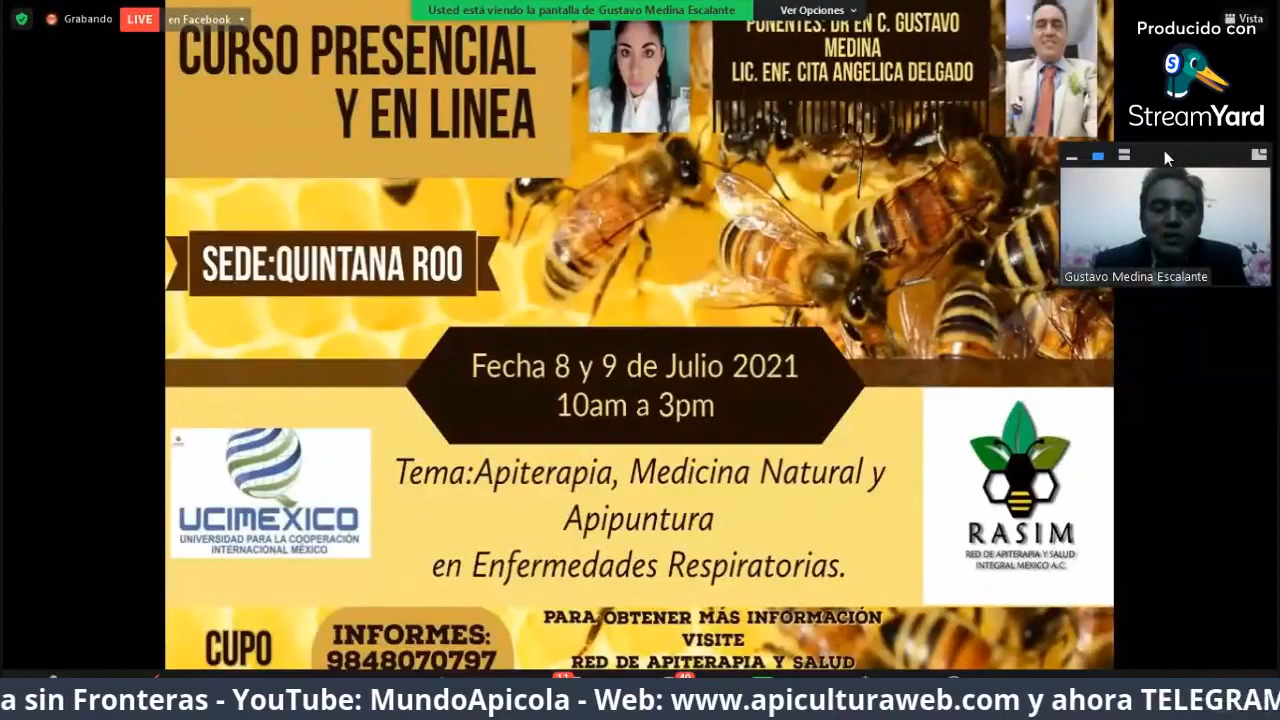 Grabando
LIVE
en Facebook
Usted está viendo la pantalla de Gustavo Medina Escalante
Ver Opciones
Vista
Producido con
S
StreamYard
CURSO PRESENCIAL
Y EN LINEA
PONENTES: DR EN C. GUSTAVO
MEDINA
LIC. ENF. CITA ANGELICA DELGADO
Gustavo Medina Escalante
SEDE:QUINTANA ROO
Fecha 8 y 9 de Julio 2021
10am a 3pm
UCIMEXICO
UNIVERSIDAD PARA LA COOPERACIÓN
INTERNACIONAL MÉXICO
Tema:Apiterapia, Medicina Natural y
Apipuntura
en Enfermedades Respiratorias.
RASIM
RED DE APITERAPIA Y SALUD
INTEGRAL MEXICO A.C.
CUPO
INFORMES:
9848070797
PARA OBTENER MÁS INFORMACIÓN
VISITE
RED DE APITERAPIA Y SALUD
a sin Fronteras - YouTube: MundoApicola - Web: www.apiculturaweb.com y ahora TELEGRAM